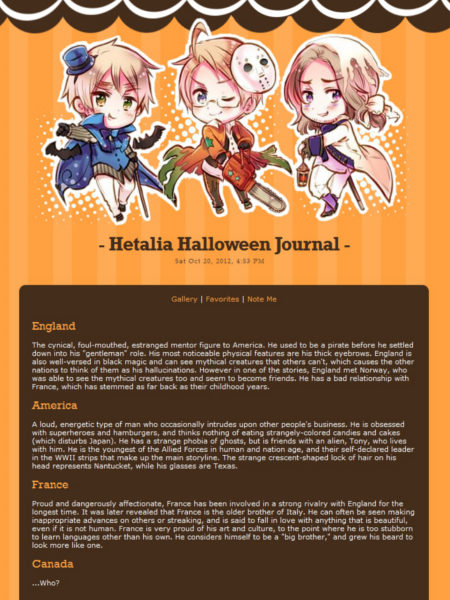 - Hetalia Halloween Journal -
Sat Oct 20, 2012, 4:33 PM
Gallery | Favorites | Note Me
England
The cynical, foul-mouthed, estranged mentor figure to America. He used to be a pirate before he settled
down into his "gentleman" role. His most noticeable physical features are his thick eyebrows. England is
also well-versed in black magic and can see mythical creatures that others can't, which causes the other
nations to think of them as his hallucinations. However in one of the stories, England met Norway, who
was able to see the mythical creatures too and seem to become friends. He has a bad relationship with
France, which has stemmed as far back as their childhood years.
America
A loud, energetic type of man who occasionally intrudes upon other people's business. He is obsessed
with superheroes and hamburgers, and thinks nothing of eating strangely-colored candies and cakes
(which disturbs Japan). He has a strange phobia of ghosts, but is friends with an alien, Tony, who lives
with him. He is the youngest of the Allied Forces in human and nation age, and their self-declared leader
in the WWII strips that make up the main storyline. The strange crescent-shaped lock of hair on his
head represents Nantucket, while his glasses are Texas.
France
Proud and dangerously affectionate, France has been involved in a strong rivalry with England for the
longest time. It was later revealed that France is the older brother of Italy. He can often be seen making
inappropriate advances on others or streaking, and is said to fall in love with anything that is beautiful,
even if it is not human. France is very proud of his art and culture, to the point where he is too stubborn
to learn languages other than his own. He considers himself to be a "big brother," and grew his beard to
look more like one.
Canada
...Who?